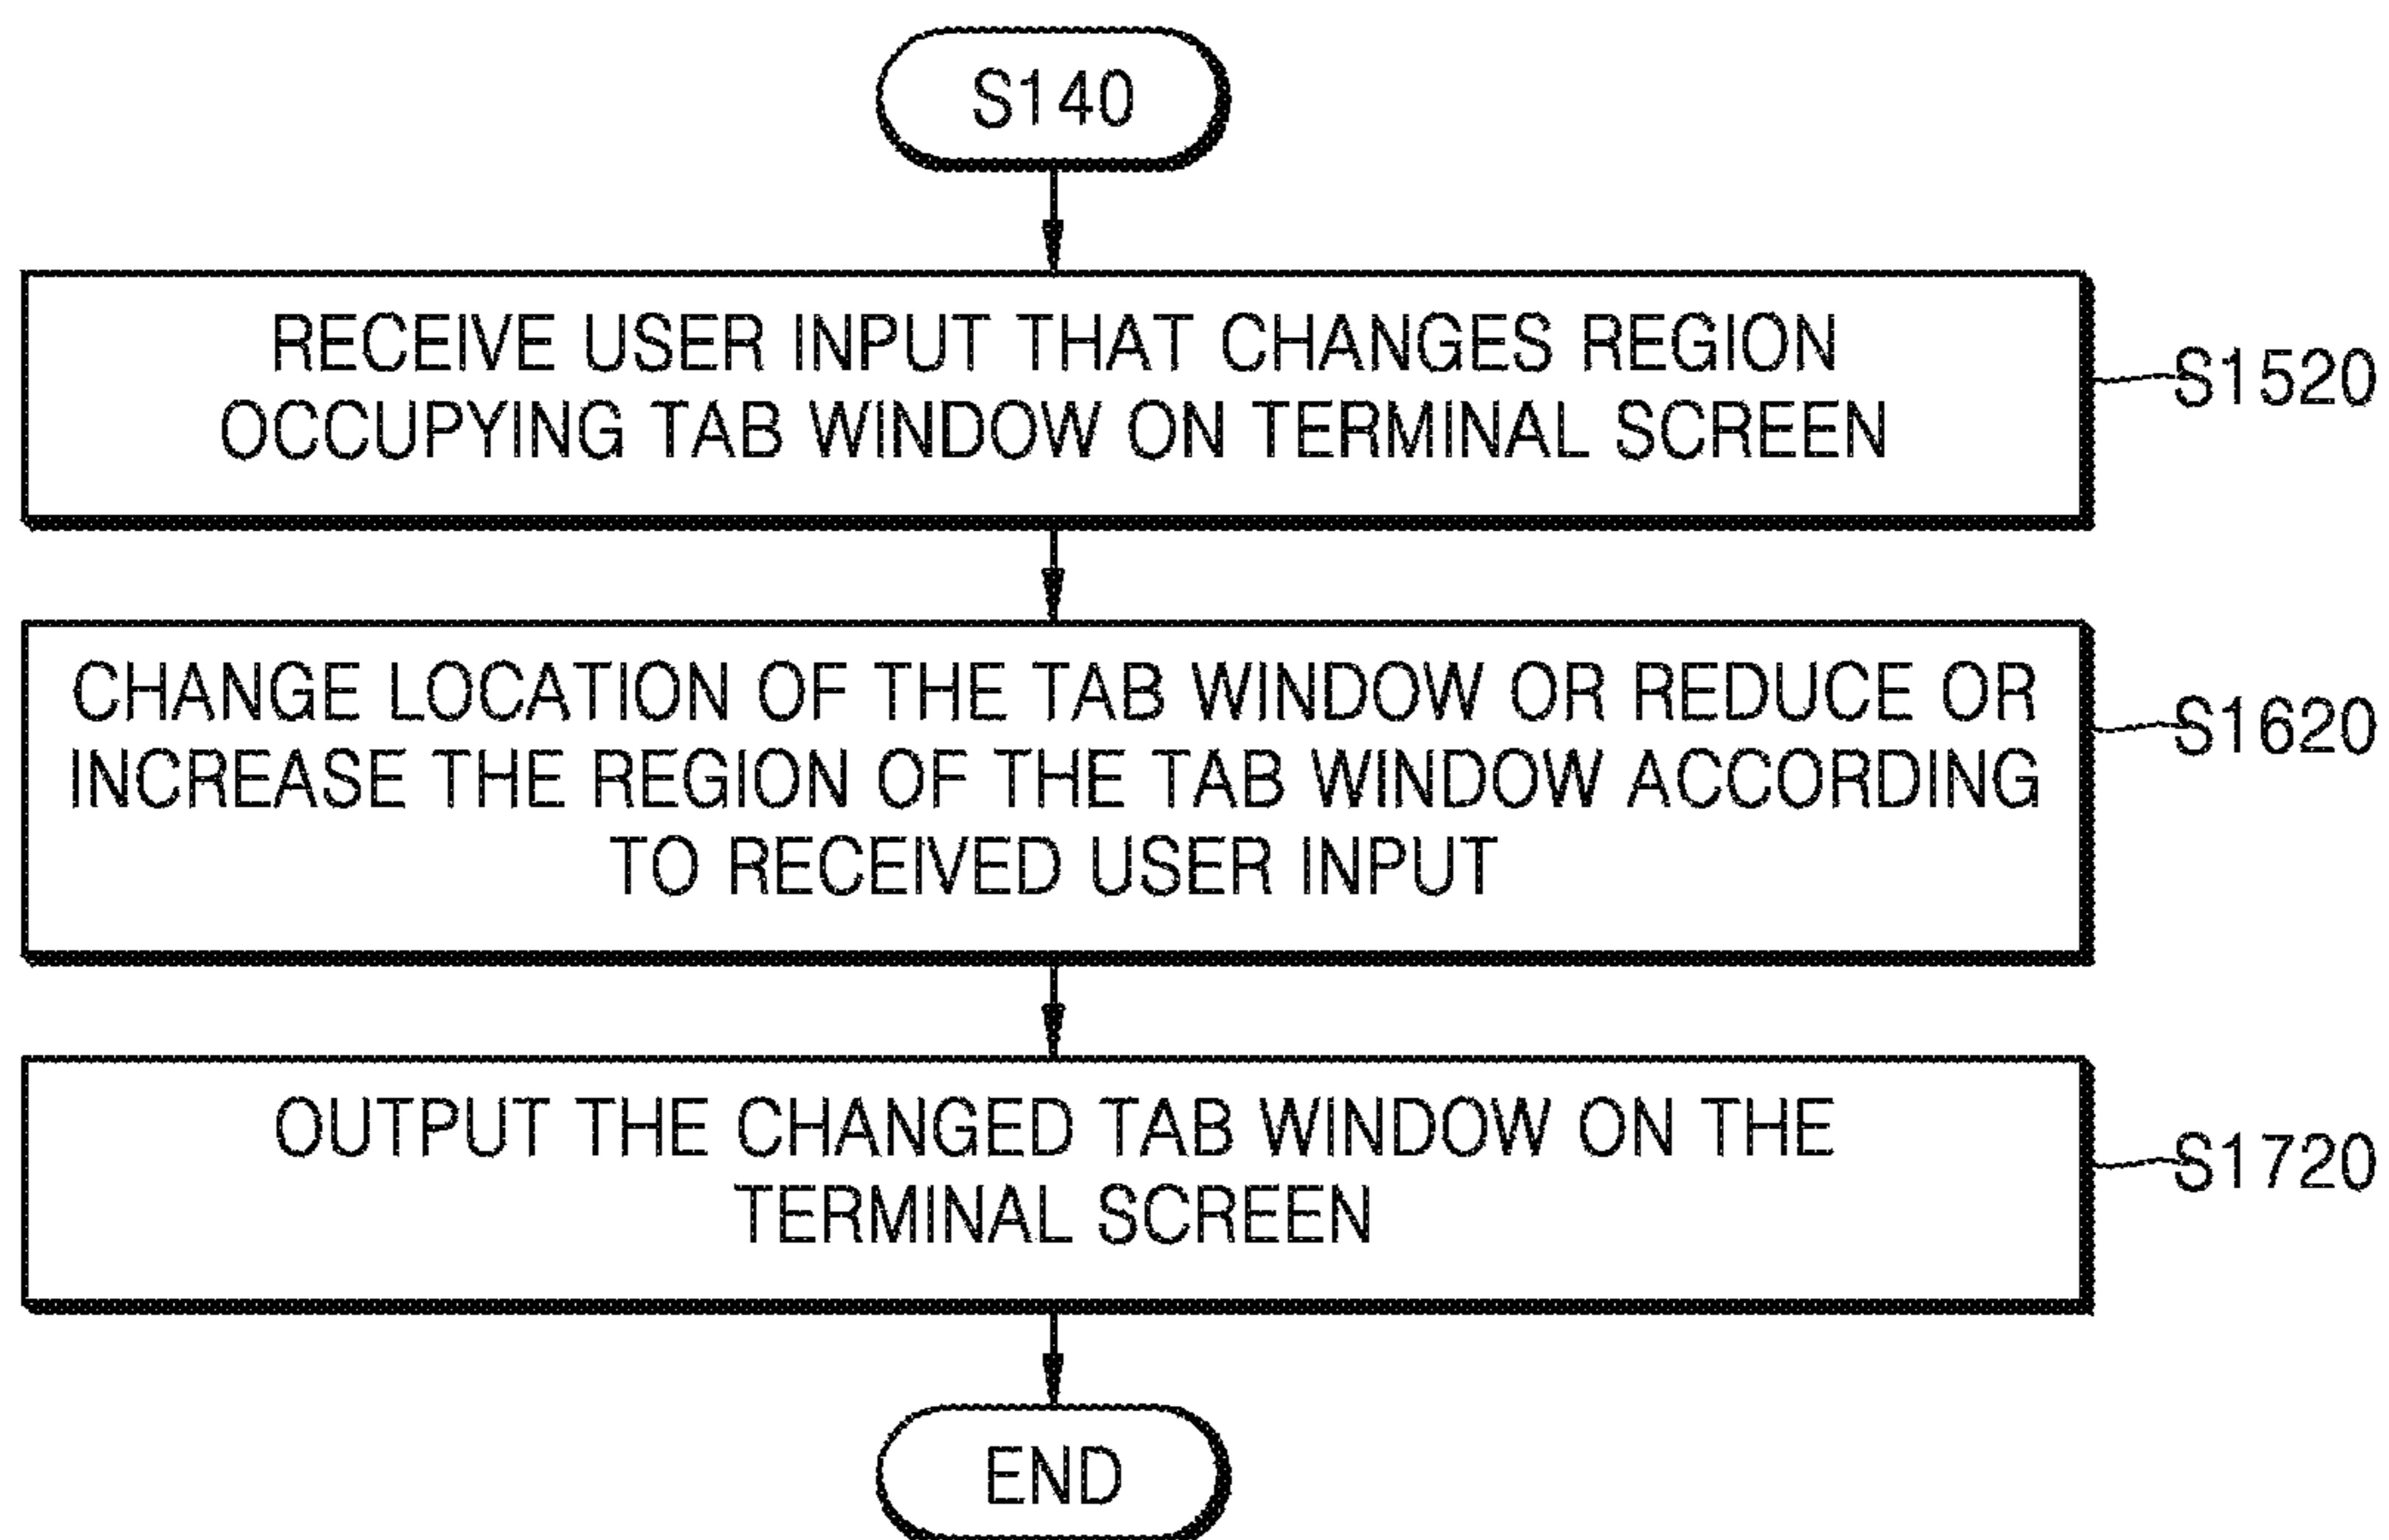 S140
RECEIVE USER INPUT THAT CHANGES REGION
OCCUPYING TAB WINDOW ON TERMINAL SCREEN
S1520
CHANGE LOCATION OF THE TAB WINDOW OR REDUCE OR
INCREASE THE REGION OF THE TAB WINDOW ACCORDING
TO RECEIVED USER INPUT
S1620
OUTPUT THE CHANGED TAB WINDOW ON THE
TERMINAL SCREEN
S1720
END